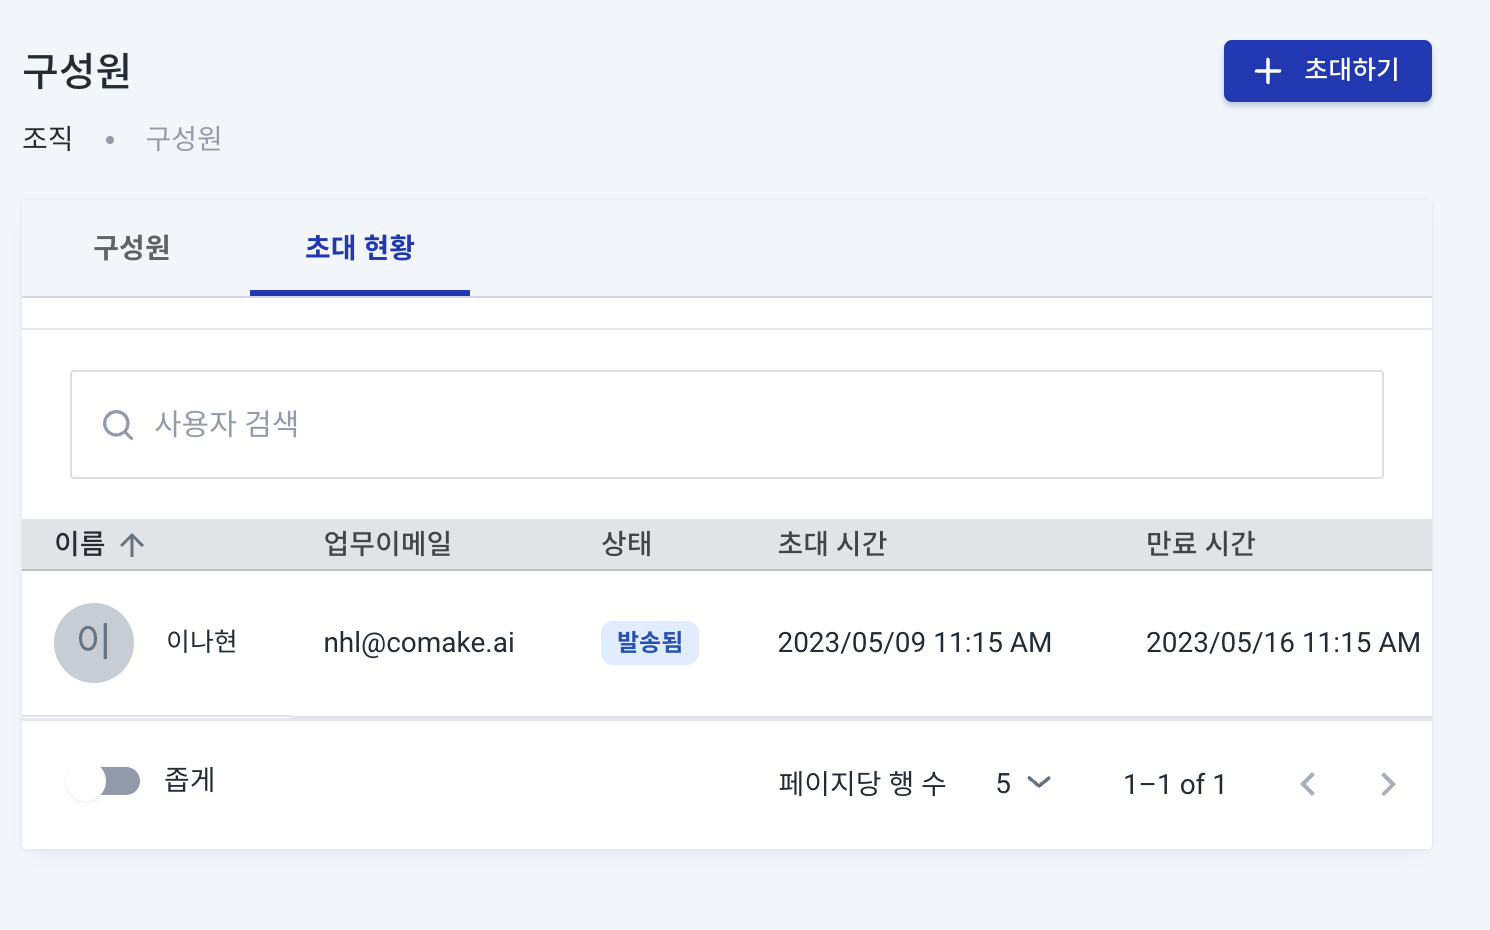 구성원
초대하기
조직 • 구성원
구성원 초대 현황
사용자 검색
이름 업무이메일 상태 초대 시간 만료 시간
이 이나현 nhl@comake.ai 발송됨 2023/05/09 11:15 AM 2023/05/16 11:15 AM
좁게 페이지당 행 수 5 1–1 of 1